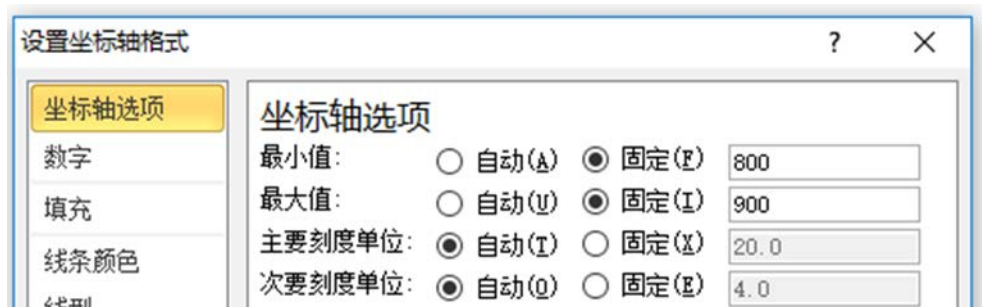 设置坐标轴格式 ?
坐标轴选项
数字
填充
线条颜色
线型
坐标轴选项
最小值: 自动(A) 固定(F) 800
最大值: 自动(U) 固定(I) 900
主要刻度单位: 自动(T) 固定(X) 20.0
次要刻度单位: 自动(O) 固定(E) 4.0